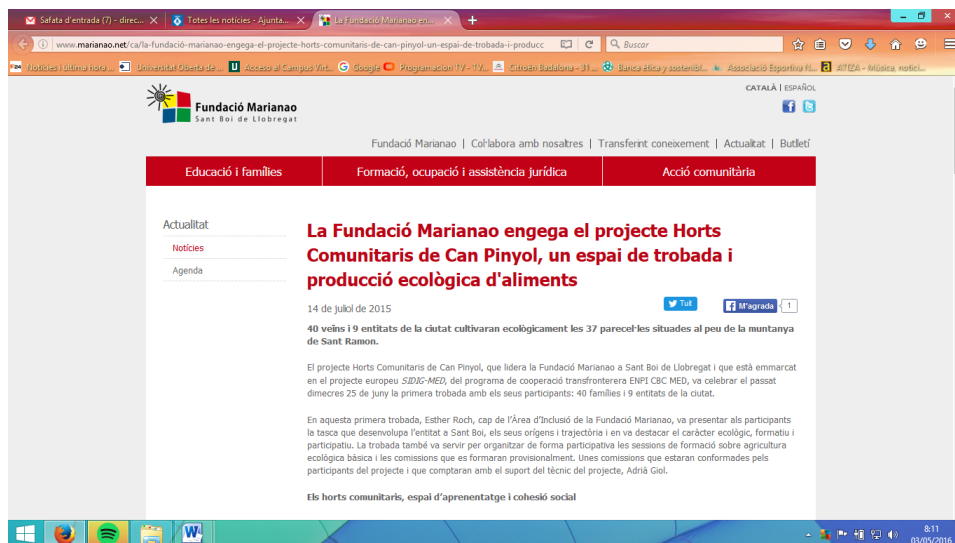 Safata d'entrada (7) - direc...
Totes les notícies - Ajunta...
La Fundació Marianao en...
www.marianao.net/ca/la-fundació-marianao-engega-el-projecte-horts-comunitaris-de-can-pinyol-un-espai-de-trobada-i-producc
Buscar
Notícies i última hora ...
Universitat Oberta de ...
Acceso al Campus Virt...
Google
Programación TV - TV...
Citroën Badalona - 31 ...
Banca ética y sostenibl...
Associació Esportiva N...
ATIZA - Música, notici...
CATALÀ | ESPAÑOL
Fundació Marianao
Sant Boi de Llobregat
Fundació Marianao | Col·labora amb nosaltres | Transferint coneixement | Actualitat | Butlletí
Educació i famílies
Formació, ocupació i assistència jurídica
Acció comunitària
Actualitat
Notícies
Agenda
La Fundació Marianao engega el projecte Horts
Comunitaris de Can Pinyol, un espai de trobada i
producció ecològica d'aliments
14 de juliol de 2015
Tuit
M'agrada
1
40 veïns i 9 entitats de la ciutat cultivaran ecològicament les 37 parcel·les situades al peu de la muntanya
de Sant Ramon.
El projecte Horts Comunitaris de Can Pinyol, que lidera la Fundació Marianao a Sant Boi de Llobregat i que està emmarcat
en el projecte europeu SIDIG-MED, del programa de cooperació transfronterera ENPI CBC MED, va celebrar el passat
dimecres 25 de juny la primera trobada amb els seus participants: 40 famílies i 9 entitats de la ciutat.
En aquesta primera trobada, Esther Roch, cap de l'Àrea d'Inclusió de la Fundació Marianao, va presentar als participants
la tasca que desenvolupa l'entitat a Sant Boi, els seus orígens i trajectòria i en va destacar el caràcter ecològic, formatiu i
participatiu. La trobada també va servir per organitzar de forma participativa les sessions de formació sobre agricultura
ecològica bàsica i les comissions que es formaran provisionalment. Unes comissions que estaran conformades pels
participants del projecte i que comptaran amb el suport del tècnic del projecte, Adrià Giol.
Els horts comunitaris, espai d'aprenentatge i cohesió social
8:11
03/05/2016